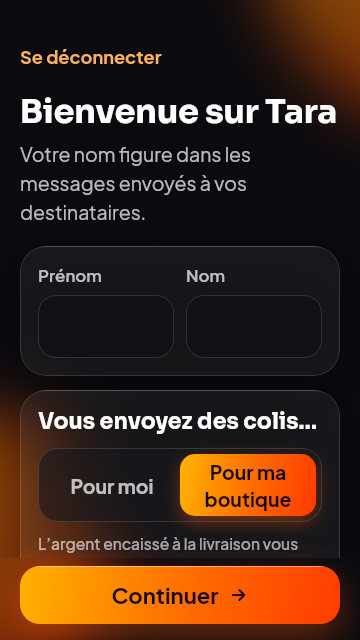 Se déconnecter
Bienvenue sur Tara
Votre nom figure dans les
messages envoyés à vos
destinataires.
Prénom Nom
Vous envoyez des colis...
Pour moi
Pour ma
boutique
L'argent encaissé à la livraison vous
Continuer →